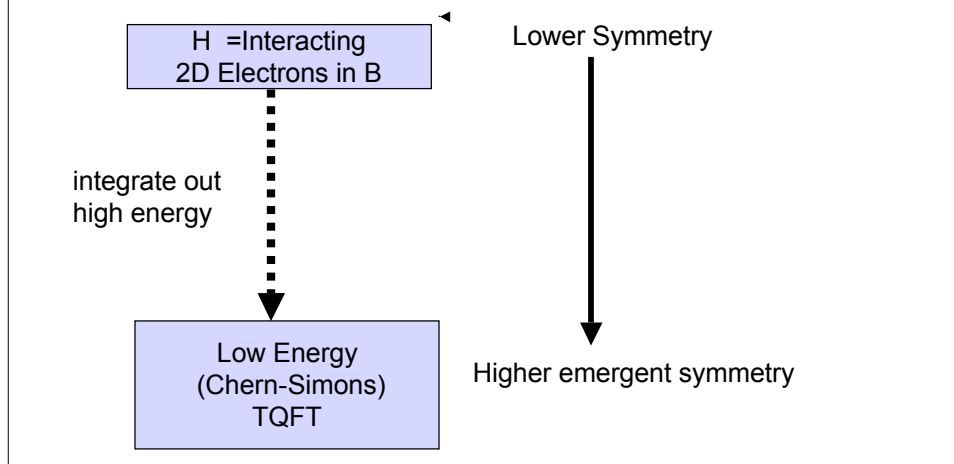 H =Interacting
2D Electrons in B
Lower Symmetry
integrate out
high energy
Low Energy
(Chern-Simons)
TQFT
Higher emergent symmetry